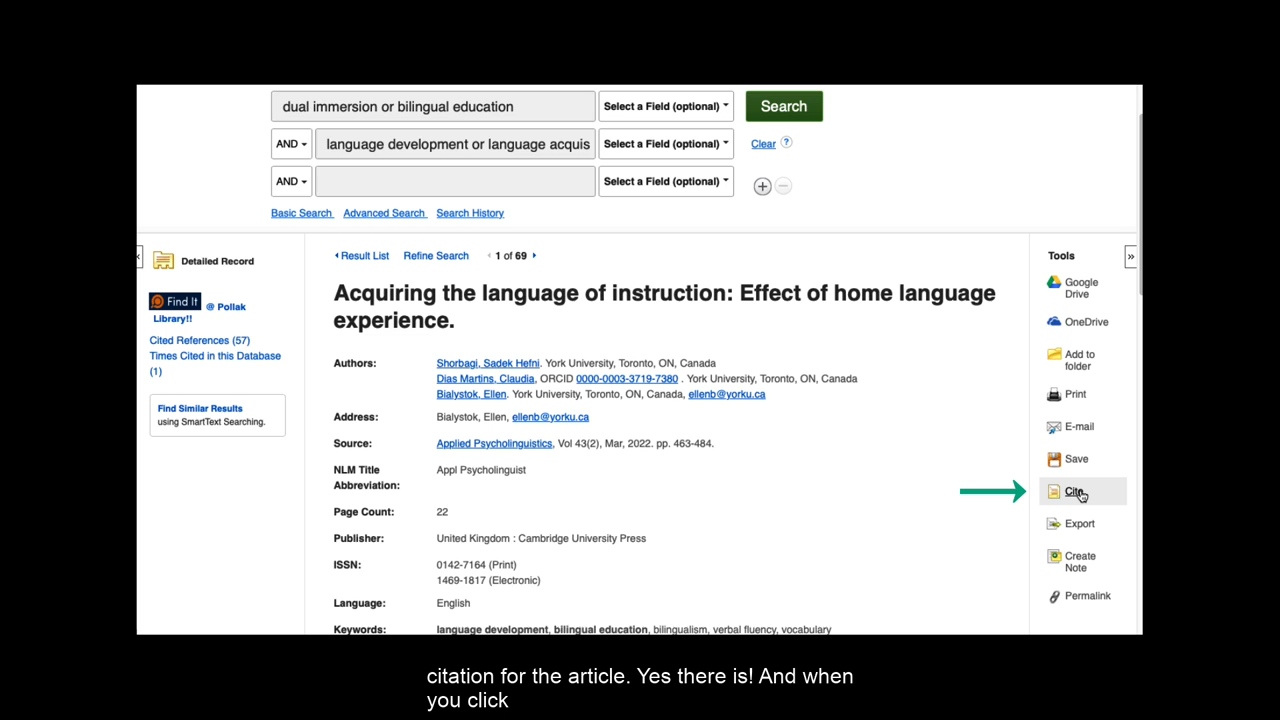 dual immersion or bilingual education
Select a Field (optional)
Search
AND
language development or language acquis
Select a Field (optional)
Clear
?
AND
Select a Field (optional)
Basic Search
Advanced Search
Search History
Detailed Record
Find It @ Pollak
Library!!
Cited References (57)
Times Cited in this Database
(1)
Find Similar Results
using SmartText Searching.
Result List
Refine Search
1 of 69
Acquiring the language of instruction: Effect of home language
experience.
Authors:
Shorbagi, Sadek Hefni. York University, Toronto, ON, Canada
Dias Martins, Claudia, ORCID 0000-0003-3719-7380 . York University, Toronto, ON, Canada
Bialystok, Ellen. York University, Toronto, ON, Canada, ellenb@yorku.ca
Address:
Bialystok, Ellen, ellenb@yorku.ca
Source:
Applied Psycholinguistics, Vol 43(2), Mar, 2022. pp. 463-484.
NLM Title
Abbreviation:
Appl Psycholinguist
Page Count:
22
Publisher:
United Kingdom : Cambridge University Press
ISSN:
0142-7164 (Print)
1469-1817 (Electronic)
Language:
English
Keywords:
language development, bilingual education, bilingualism, verbal fluency, vocabulary
Tools
»
Google
Drive
OneDrive
Add to
folder
Print
E-mail
Save
Cite
Export
Create
Note
Permalink
citation for the article. Yes there is! And when
you click